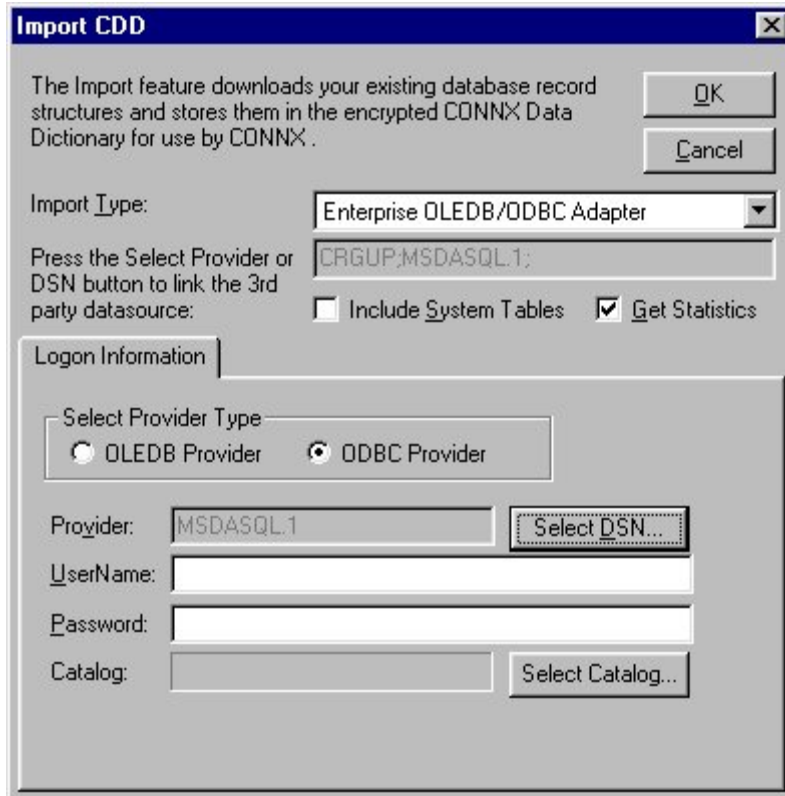 Import CDD
The Import feature downloads your existing database record
structures and stores them in the encrypted CONNX Data
Dictionary for use by CONNX .
OK
Cancel
Import Type:
Enterprise OLEDB/ODBC Adapter
Press the Select Provider or
DSN button to link the 3rd
party datasource:
CRGUP;MSDASQL.1;
Include System Tables
Get Statistics
Logon Information
Select Provider Type
OLEDB Provider
ODBC Provider
Provider:
MSDASQL.1
Select DSN...
UserName:
Password:
Catalog:
Select Catalog...